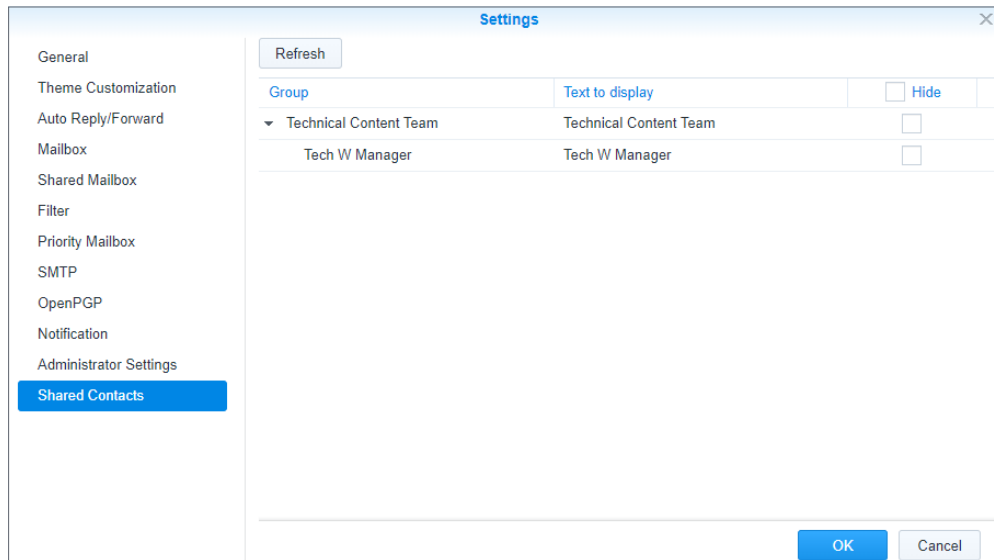 Settings
General
Theme Customization
Auto Reply/Forward
Mailbox
Shared Mailbox
Filter
Priority Mailbox
SMTP
OpenPGP
Notification
Administrator Settings
Shared Contacts
Refresh
Group Text to display Hide
Technical Content Team Technical Content Team
Tech W Manager Tech W Manager
OK Cancel